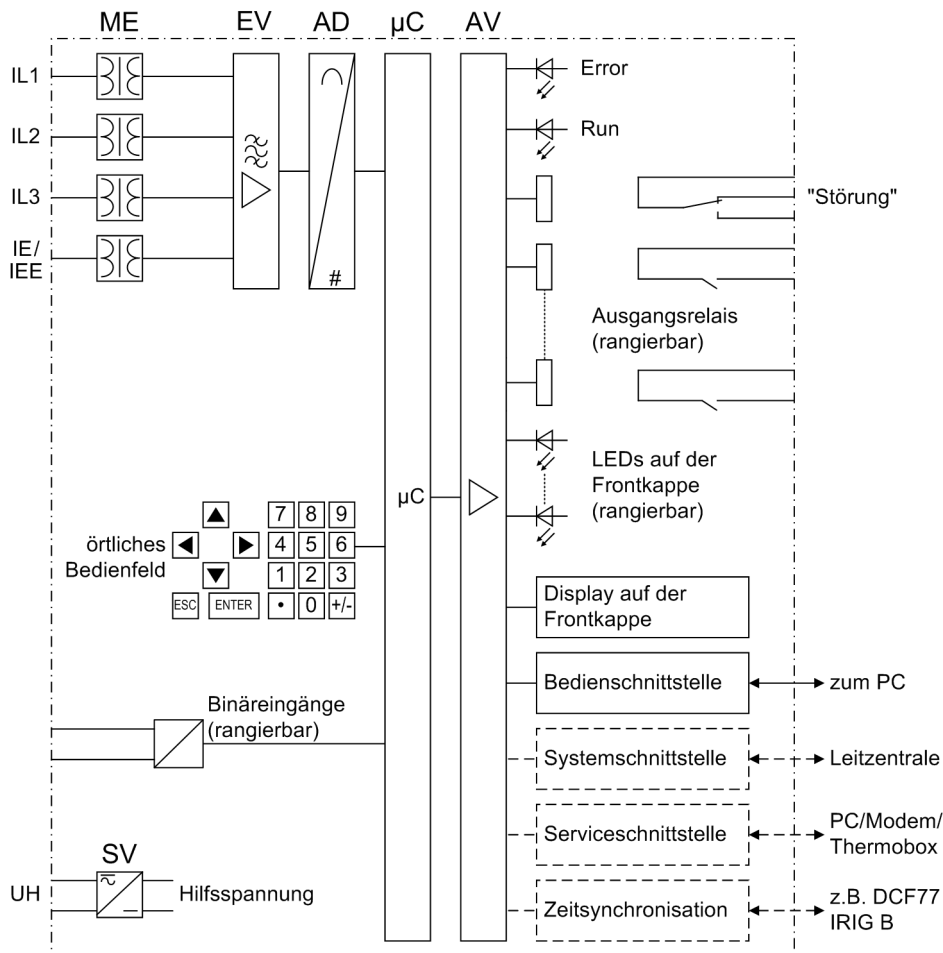 ME EV AD µC AV
IL1
IL2
IL3
IE/
IEE
#
Error
Run
"Störung"
Ausgangsrelais
(rangierbar)
LEDs auf der
Frontkappe
(rangierbar)
µC
örtliches
Bedienfeld
7 8 9
4 5 6
1 2 3
ESC ENTER • 0 +/-
Display auf der
Frontkappe
Bedienschnittstelle
zum PC
Binäreingänge
(rangierbar)
Systemschnittstelle
Leitzentrale
Serviceschnittstelle
PC/Modem/
Thermobox
SV
UH
Hilfsspannung
Zeitsynchronisation
z.B. DCF77
IRIG B